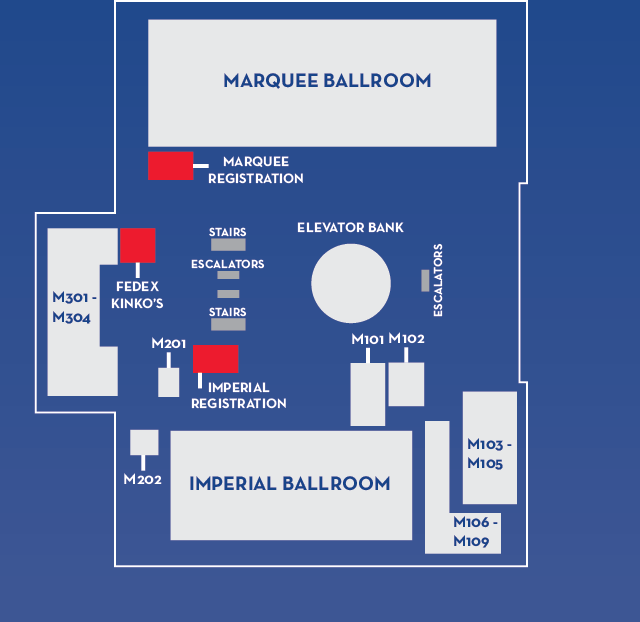 MARQUEE BALLROOM
MARQUEE
REGISTRATION
STAIRS
ELEVATOR BANK
ESCALATORS
ESCALATORS
FEDEX
KINKO'S
M301 -
M304
STAIRS
M201
M101
M102
IMPERIAL
REGISTRATION
M202
IMPERIAL BALLROOM
M103 -
M105
M106 -
M109